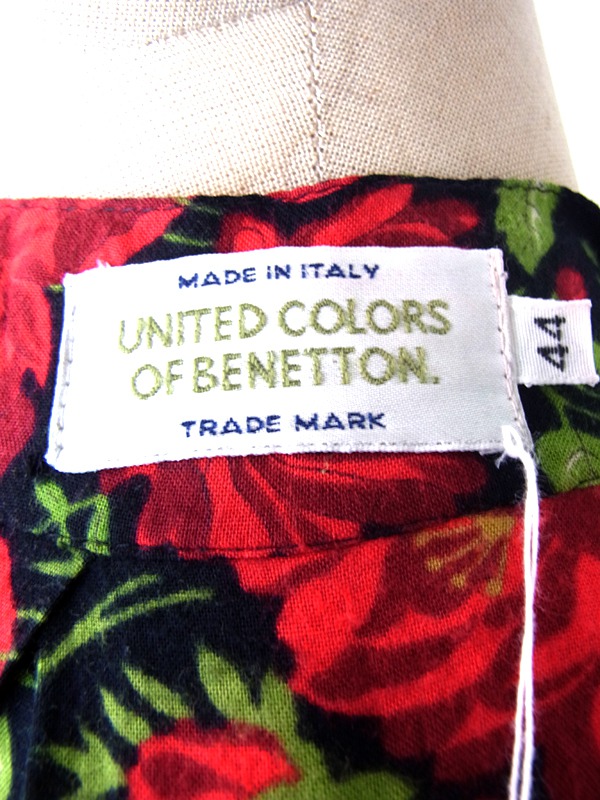 MADE IN ITALY
UNITED COLORS
OF BENETTON.
TRADE MARK
44